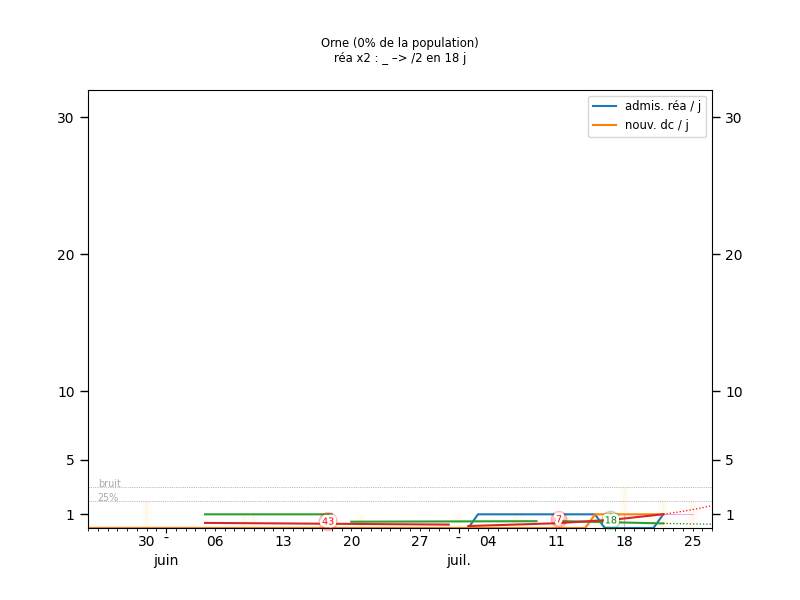 Orne (0% de la population)
réa x2 : _ –> /2 en 18 j
admis. réa / j
nouv. dc / j
30 30
20 20
10 10
5 5
bruit
25%
1 1
43 7 18
30 - 06 13 20 27 - 04 11 18 25
juin juil.